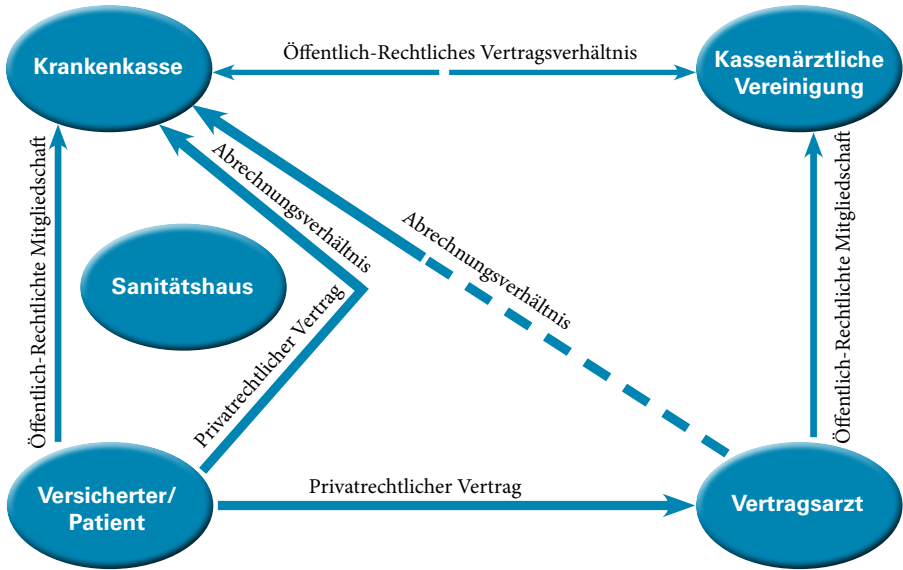 Krankenkasse
Öffentlich-Rechtliches Vertragsverhältnis
Kassenärztliche
Vereinigung
Öffentlich-Rechtlichte Mitgliedschaft
Abrechnungsverhältnis
Abrechnungsverhältnis
Öffentlich-Rechtlichte Mitgliedschaft
Sanitätshaus
Privatrechtlicher Vertrag
Versicherter/
Patient
Privatrechtlicher Vertrag
Vertragsarzt